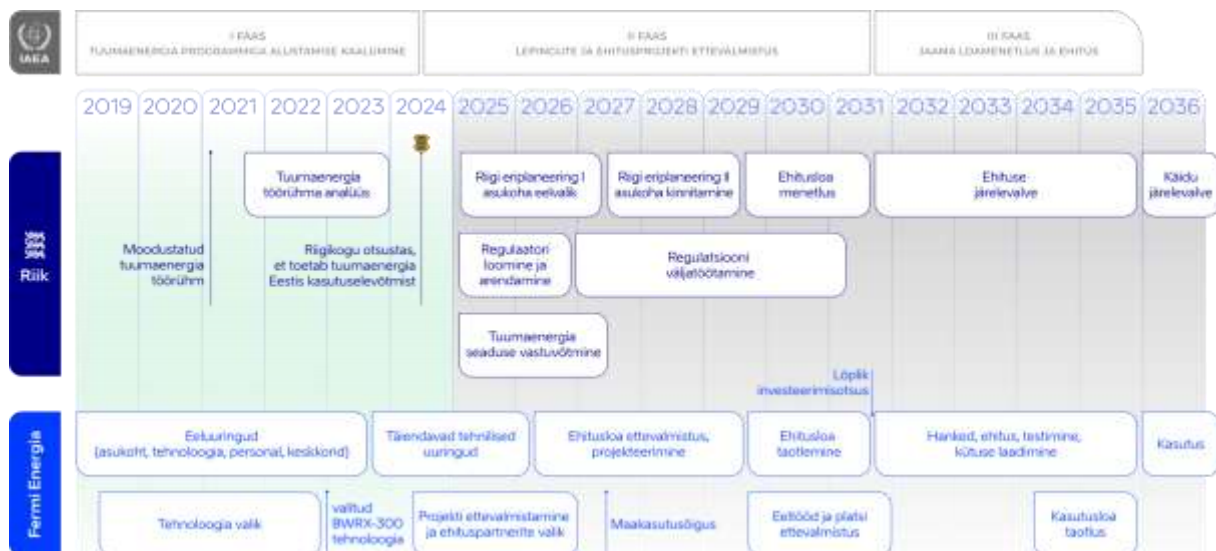 IAEA
I FAAS
TUUMAENERGIA PROGRAMMIGA ALUSTAMISE KAALUMINE
II FAAS
LEPINGUTE JA EHITUSPROJEKTI ETTEVALMISTUS
III FAAS
JAAMA LOAMENETLUS JA EHITUS
2019 2020 2021 2022 2023 2024 2025 2026 2027 2028 2029 2030 2031 2032 2033 2034 2035 2036
Riik
Tuumaenergia
töörühma analüüs
Riigi eriplaneering I
asukoha eelvalik
Riigi eriplaneering II
asukoha kinnitamine
Ehitusloa
menetlus
Ehituse
järelevalve
Käidu
järelevalve
Moodustatud
tuumaenergia
töörühm
Riigikogu otsustas,
et toetab tuumaenergia
Eestis kasutuselevõtmist
Regulaatori
loomine ja
arendamine
Regulatsiooni
väljatöötamine
Tuumaenergia
seaduse vastuvõtmine
Lõplik
investeerimisotsus
Fermi Energia
Eeluuringud
(asukoht, tehnoloogia, personal, keskkond)
Täiendavad tehnilised
uuringud
Ehitusloa ettevalmistus,
projekteerimine
Ehitusloa
taotlemine
Hanked, ehitus, testimine,
kütuse laadimine
Kasutus
Tehnoloogia valik
valitud
BWRX-300
tehnoloogia
Projekti ettevalmistamine
ja ehituspartnerite valik
Maakasutusõigus
Eeltööd ja platsi
ettevalmistus
Kasutusloa
taotlus